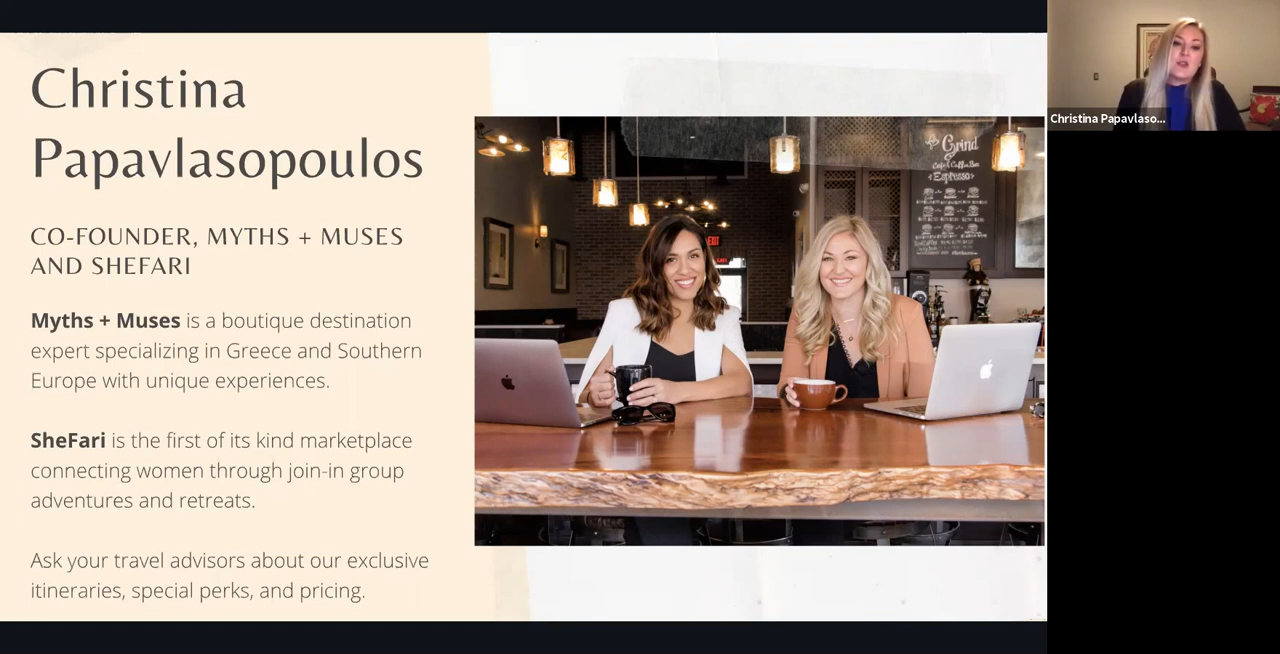 Christina
Papavlasopoulos
CO-FOUNDER, MYTHS + MUSES
AND SHEFARI
Myths + Muses is a boutique destination
expert specializing in Greece and Southern
Europe with unique experiences.
SheFari is the first of its kind marketplace
connecting women through join-in group
adventures and retreats.
Ask your travel advisors about our exclusive
itineraries, special perks, and pricing.
Grind
Espresso
EXIT
Christina Papavlaso...